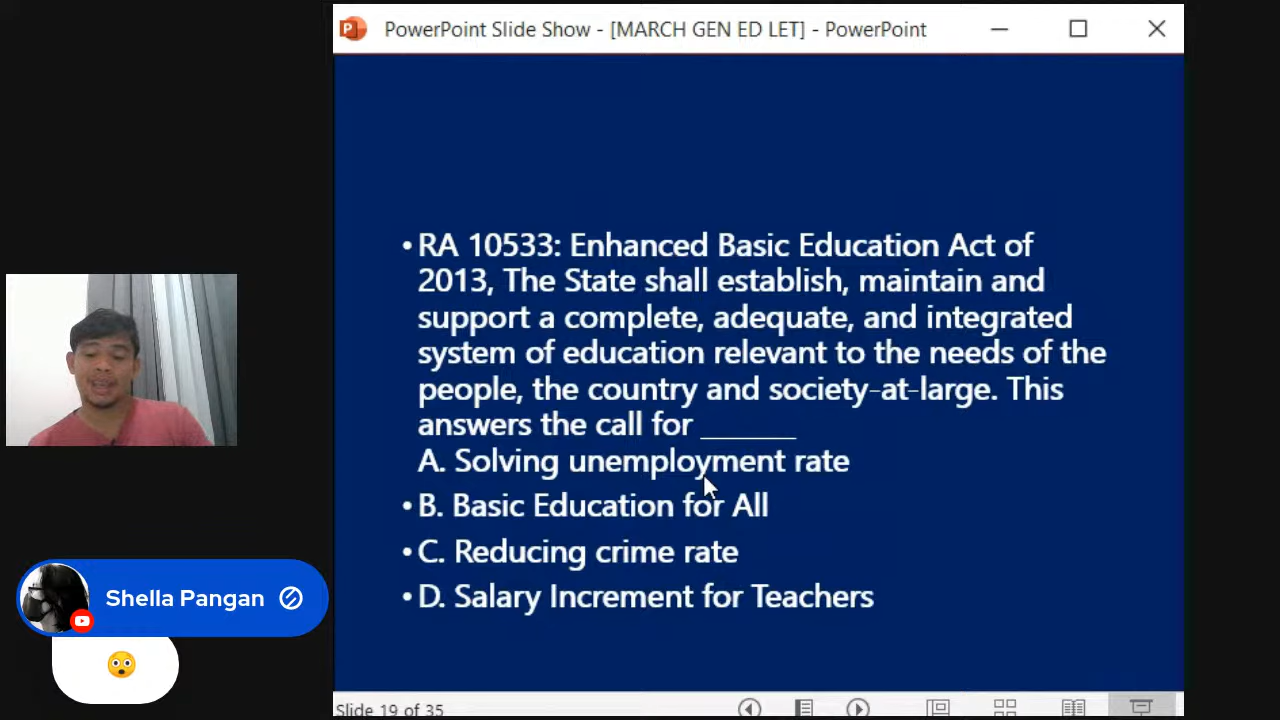 PowerPoint Slide Show - [MARCH GEN ED LET] - PowerPoint
• RA 10533: Enhanced Basic Education Act of
2013, The State shall establish, maintain and
support a complete, adequate, and integrated
system of education relevant to the needs of the
people, the country and society-at-large. This
answers the call for _______
A. Solving unemployment rate
• B. Basic Education for All
• C. Reducing crime rate
• D. Salary Increment for Teachers
Shella Pangan
Slide 19 of 35